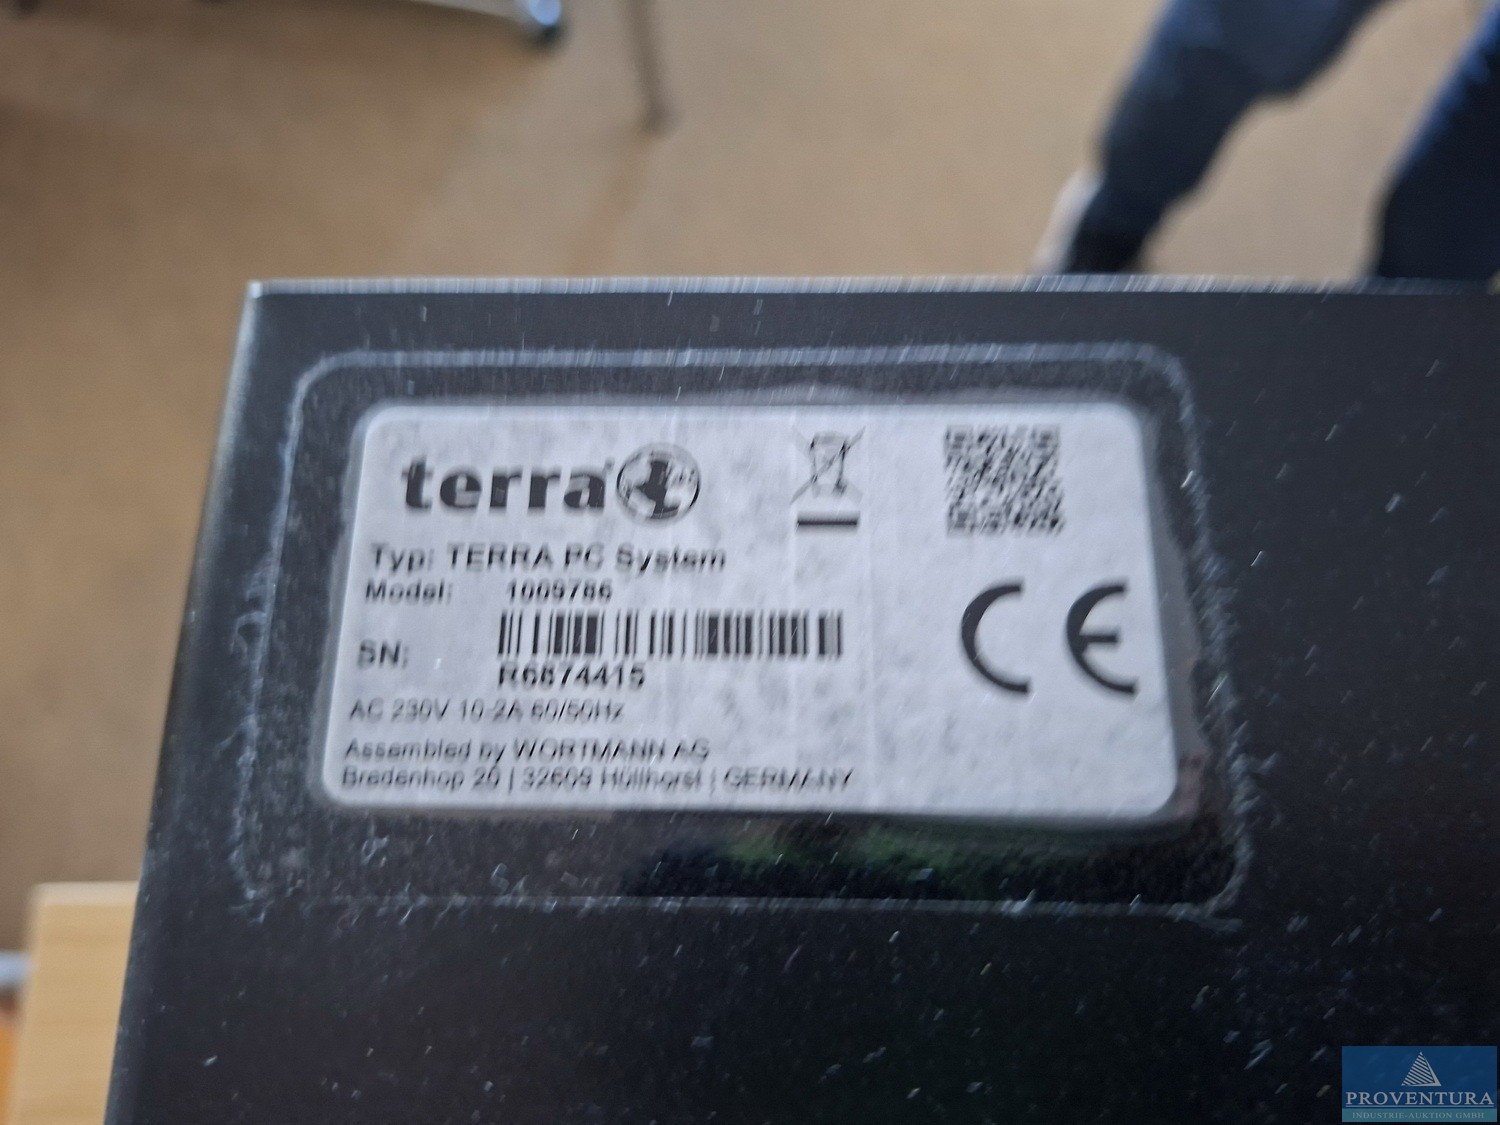 terra
Typ: TERRA PC System
Model: 1009786
SN:
R6874415
AC 230V 10-2A 60/50Hz
Assembled by WORTMANN AG
Bredenhop 20 | 32609 Hüllhorst | GERMANY
CE
PROVENTURA
INDUSTRIE-AUKTION GMBH